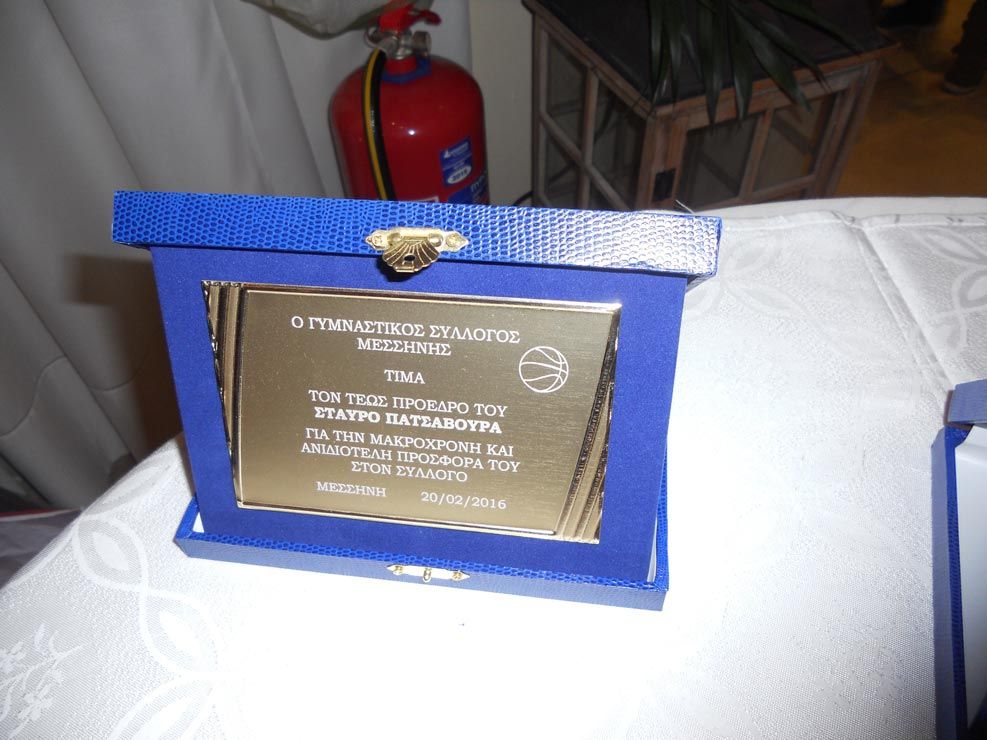 Ο ΓΥΜΝΑΣΤΙΚΟΣ ΣΥΛΛΟΓΟΣ
ΜΕΣΣΗΝΗΣ
ΤΙΜΑ
ΤΟΝ ΤΕΩΣ ΠΡΟΕΔΡΟ ΤΟΥ
ΣΤΑΥΡΟ ΠΑΤΣΑΒΟΥΡΑ
ΓΙΑ ΤΗΝ ΜΑΚΡΟΧΡΟΝΗ ΚΑΙ
ΑΝΙΔΙΟΤΕΛΗ ΠΡΟΣΦΟΡΑ ΤΟΥ
ΣΤΟΝ ΣΥΛΛΟΓΟ
ΜΕΣΣΗΝΗ 20/02/2016